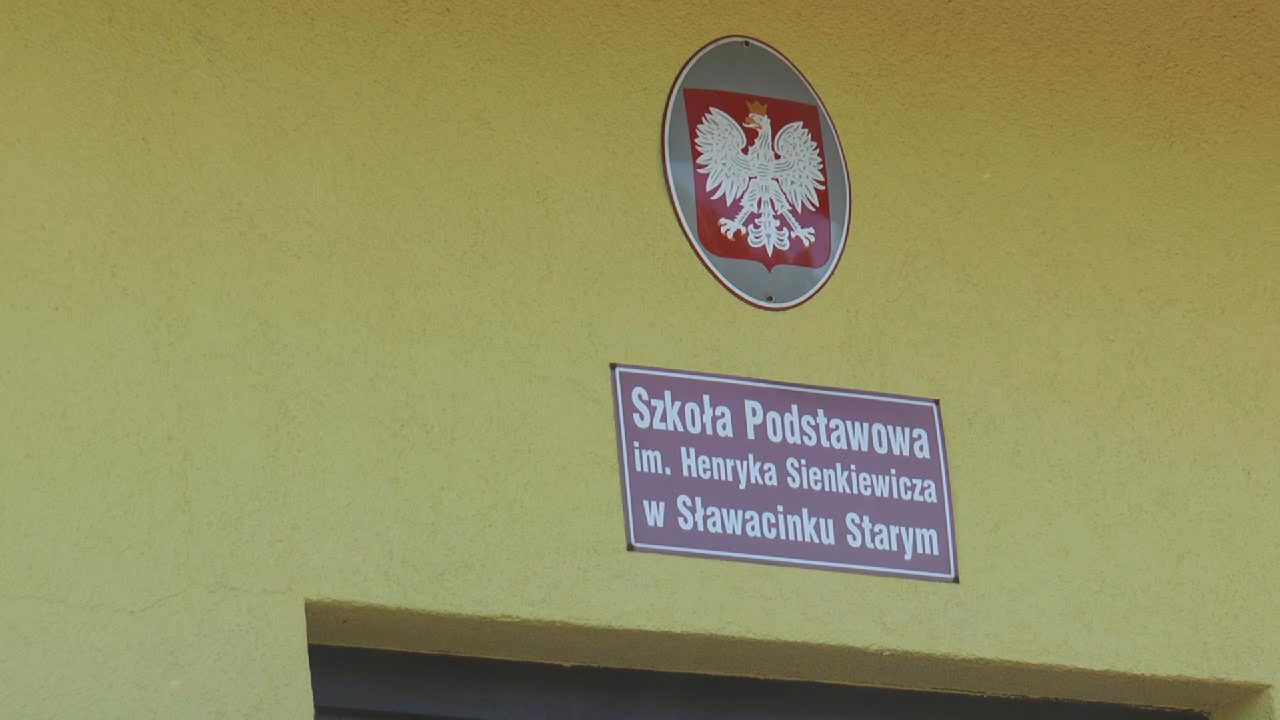 Szkoła Podstawowa
im. Henryka Sienkiewicza
w Sławacinku Starym